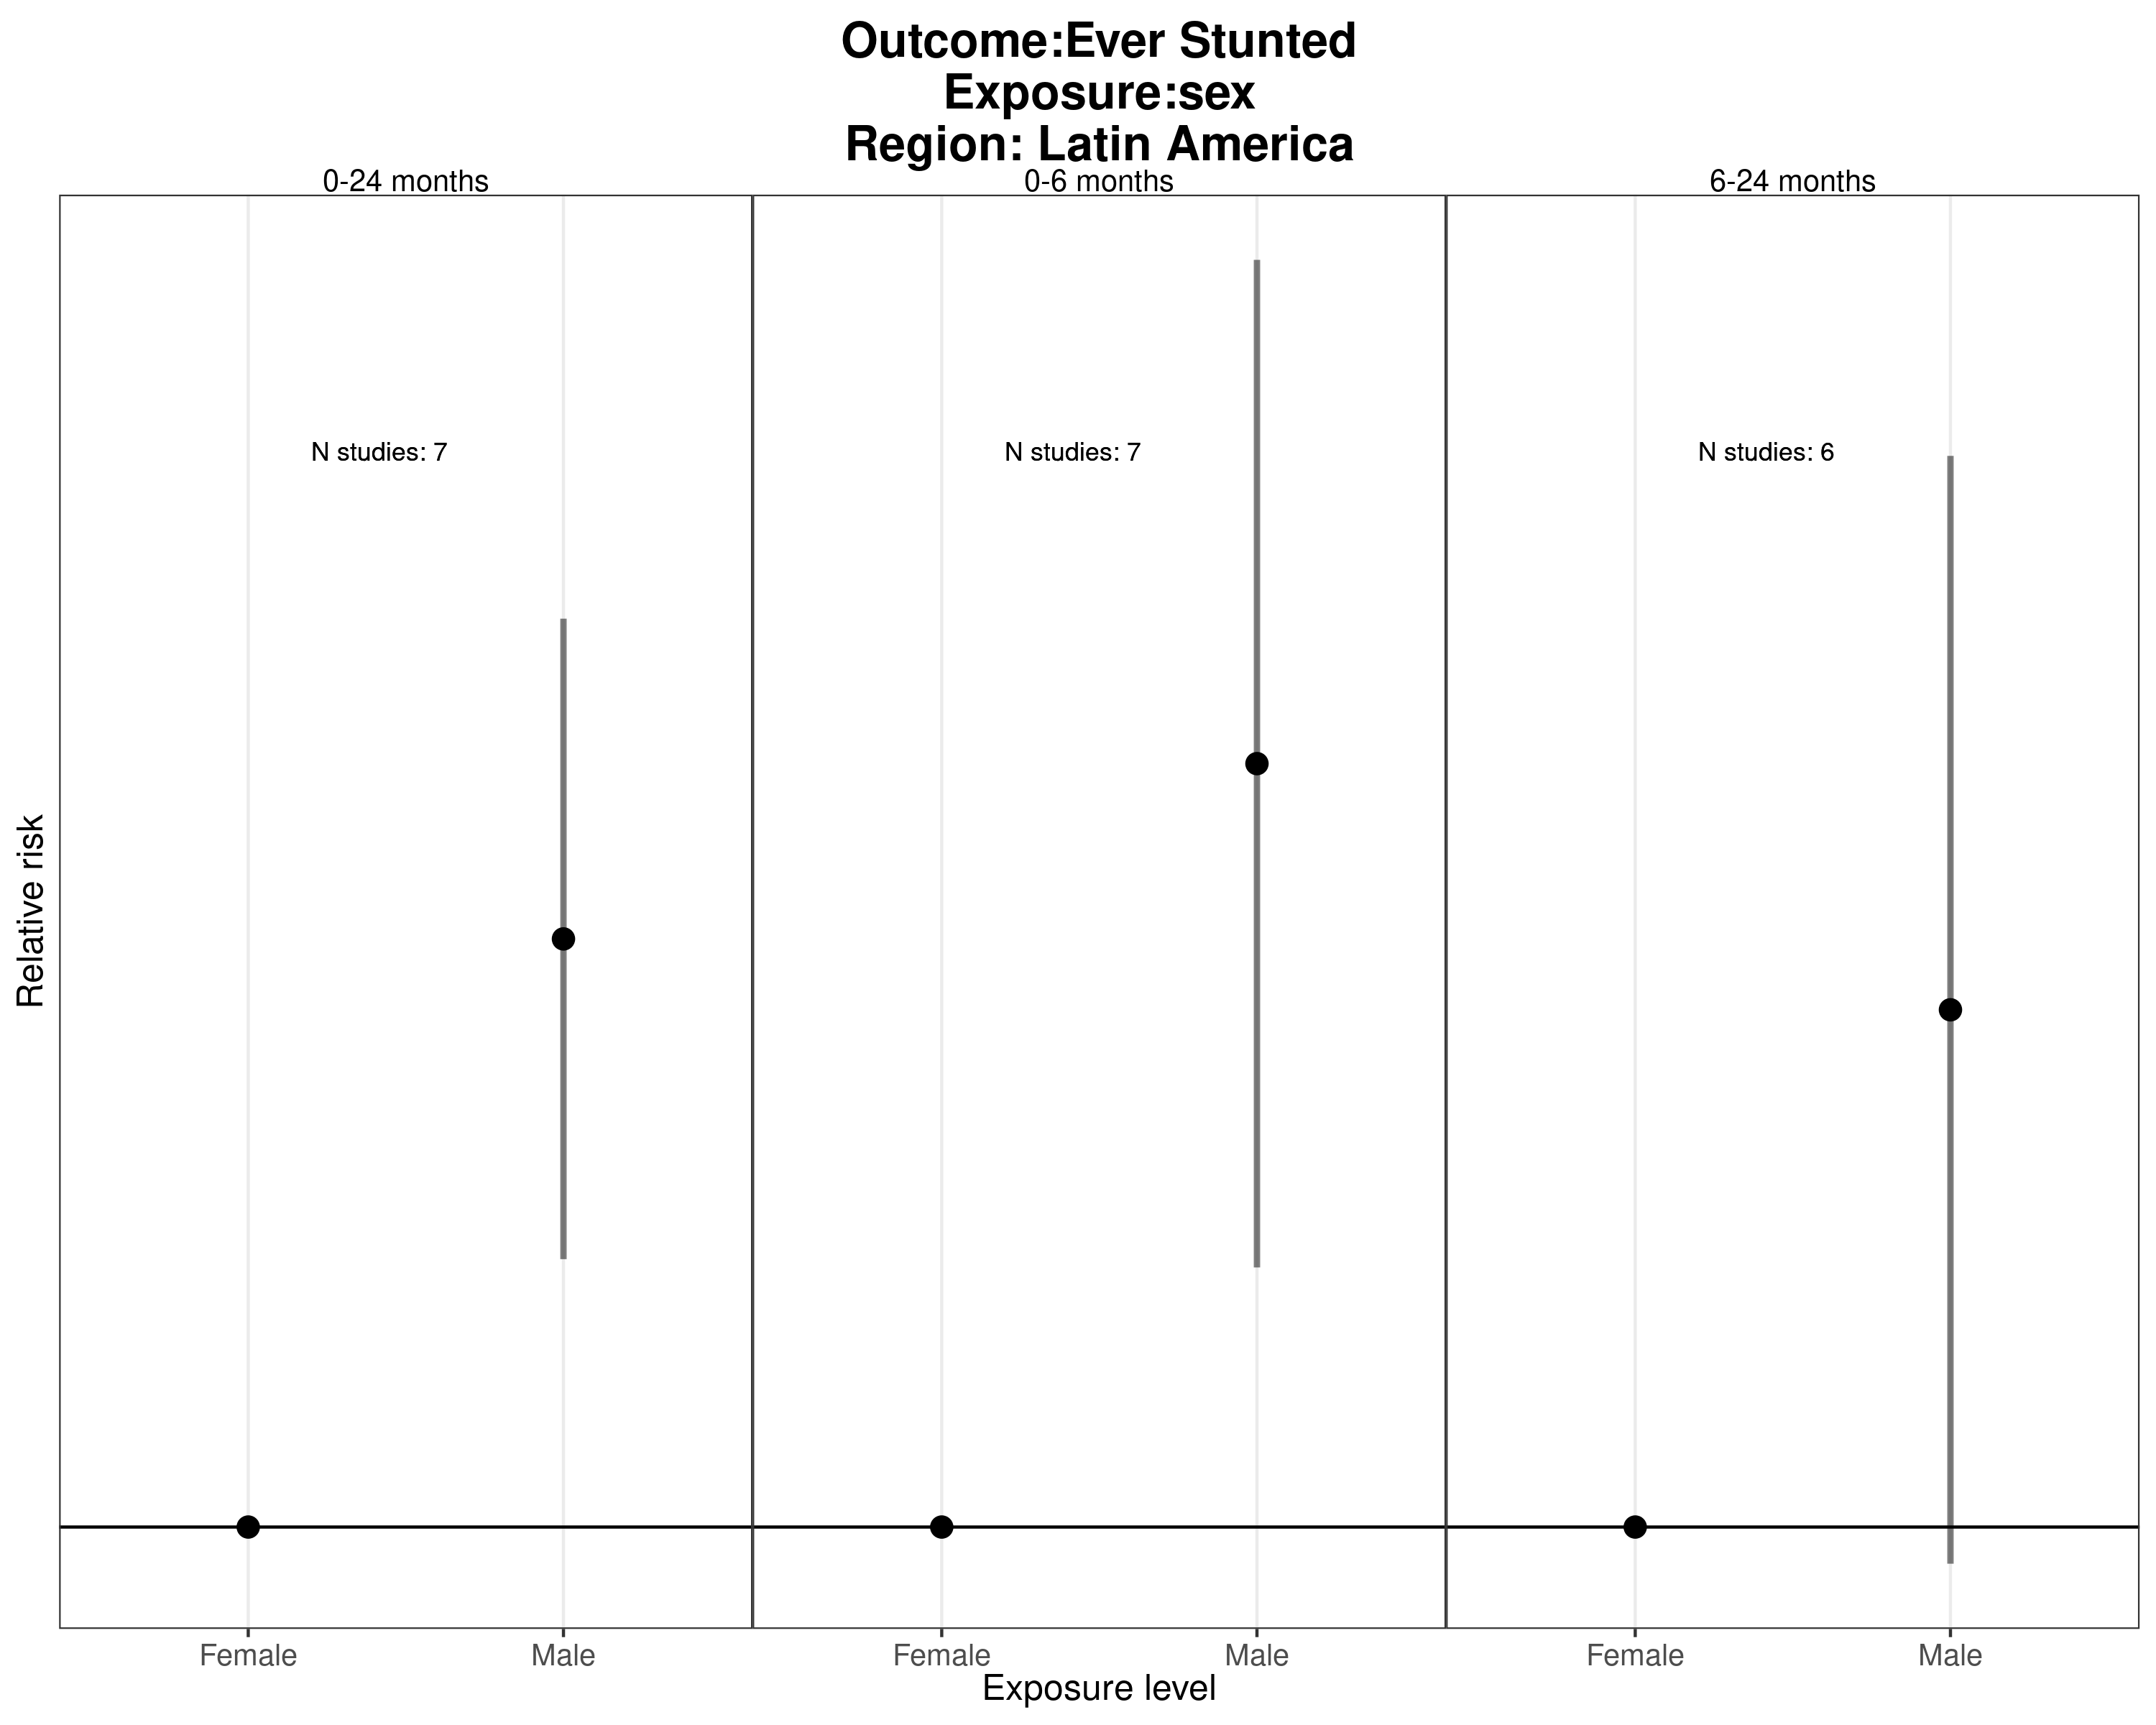 Outcome:Ever Stunted
Exposure:sex
Region: Latin America
0-24 months
0-6 months
6-24 months
N studies: 7
N studies: 7
N studies: 6
Relative risk
Female
Male
Female
Male
Female
Male
Exposure level